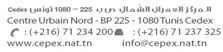 المركز العمراني الشمالي ص.ب 225 – 1080 تونس Cedex
Centre Urbain Nord - BP 225 - 1080 Tunis Cedex
: (+216) 71 234 200 : (+216) 71 237 325
www.cepex.nat.tn info@cepex.nat.tn